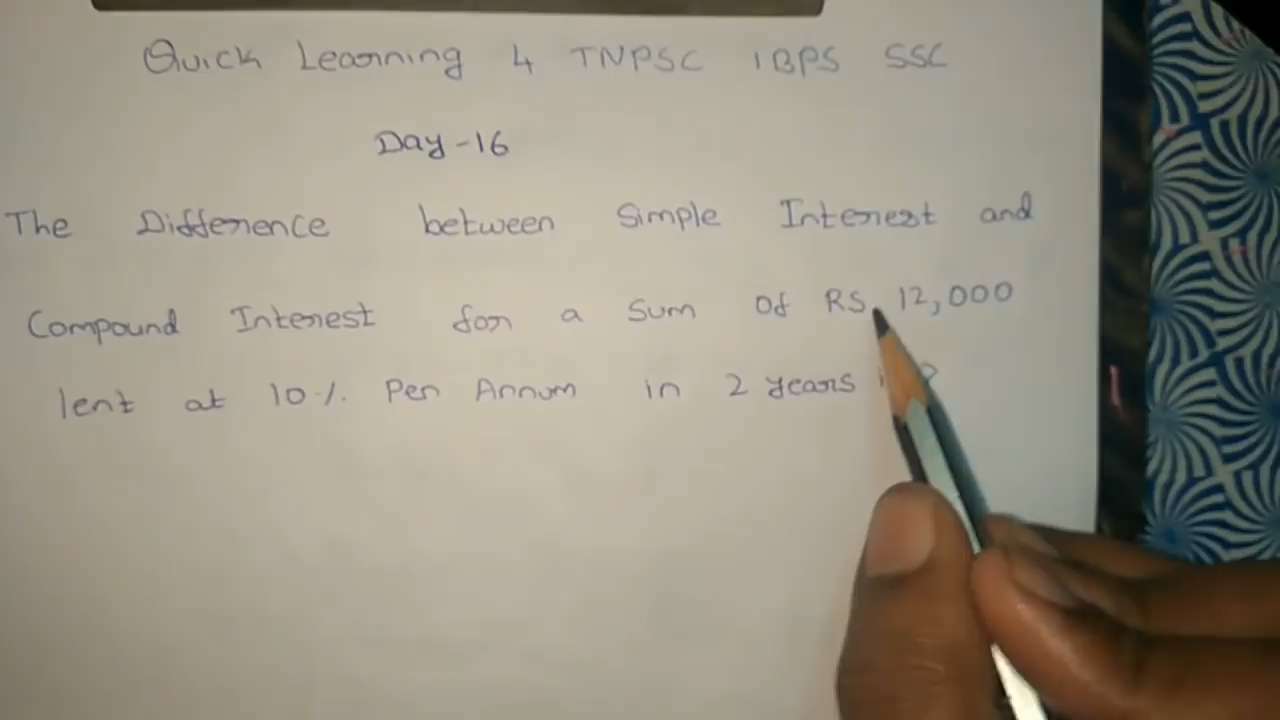 Quick Learning 4 TNPSC IBPS SSC
Day-16
The Difference between Simple Interest and
Compound Interest for a Sum Of RS. 12,000
lent at 10% Per Annum in 2 years